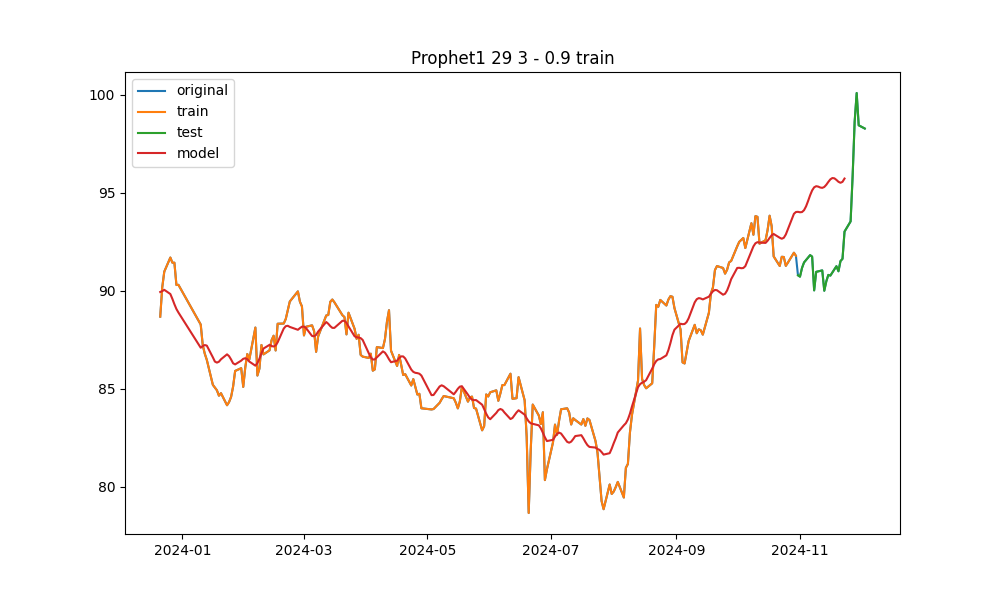 Prophet1 29 3 - 0.9 train
original
train
test
model
100
95
90
85
80
2024-01
2024-03
2024-05
2024-07
2024-09
2024-11